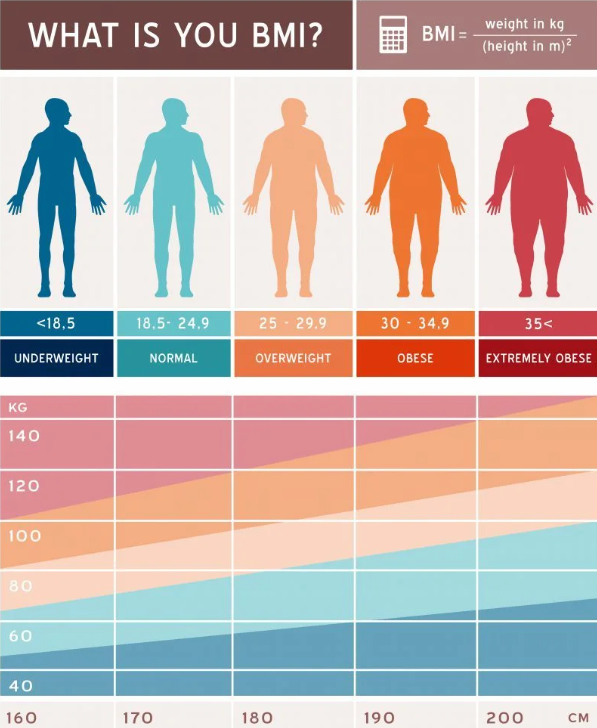 WHAT IS YOU BMI?
BMI= weight in kg
(height in m)²
<18,5
18,5- 24,9
25 - 29,9
30 - 34,9
35<
UNDERWEIGHT
NORMAL
OVERWEIGHT
OBESE
EXTREMELY OBESE
KG
140
120
100
80
60
40
160
170
180
190
200
CM